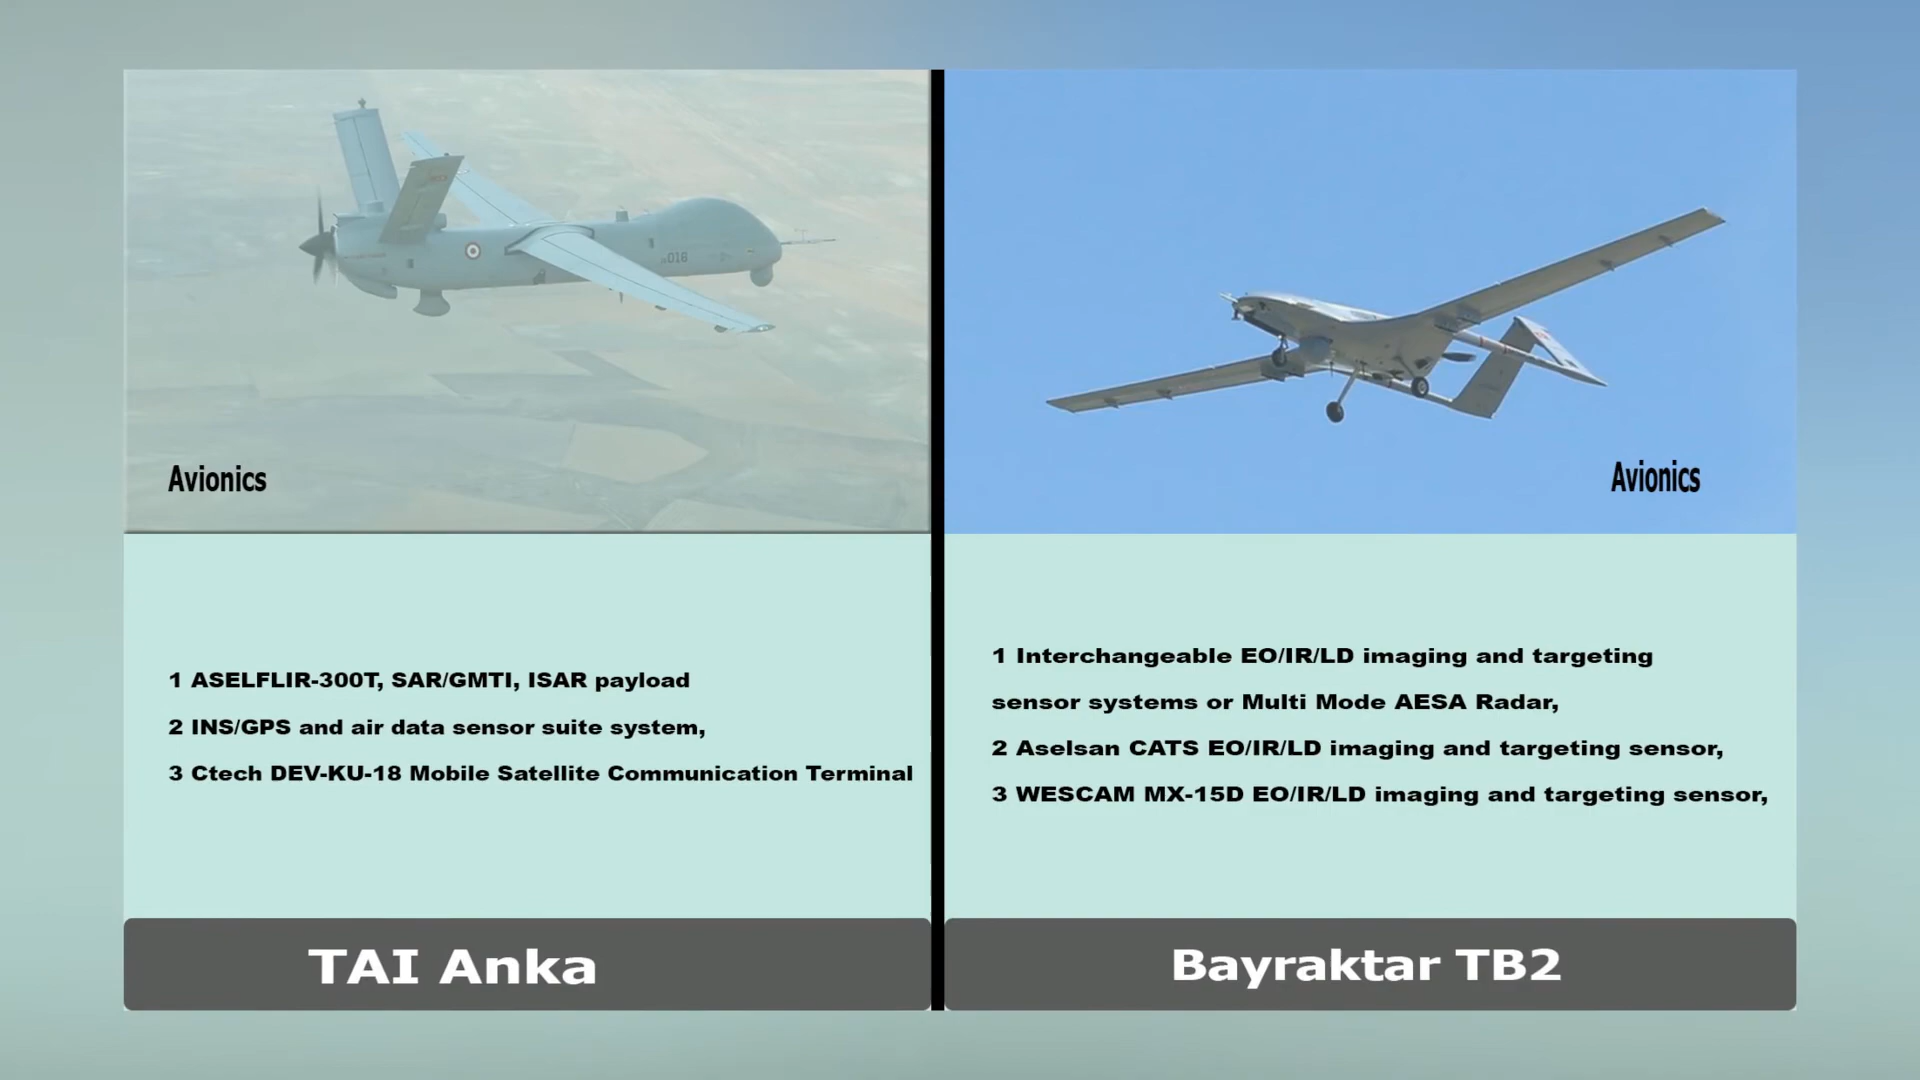 Avionics
1 ASELFLIR-300T, SAR/GMTI, ISAR payload
2 INS/GPS and air data sensor suite system,
3 Ctech DEV-KU-18 Mobile Satellite Communication Terminal
TAI Anka
016
Avionics
1 Interchangeable EO/IR/LD imaging and targeting
sensor systems or Multi Mode AESA Radar,
2 Aselsan CATS EO/IR/LD imaging and targeting sensor,
3 WESCAM MX-15D EO/IR/LD imaging and targeting sensor,
Bayraktar TB2